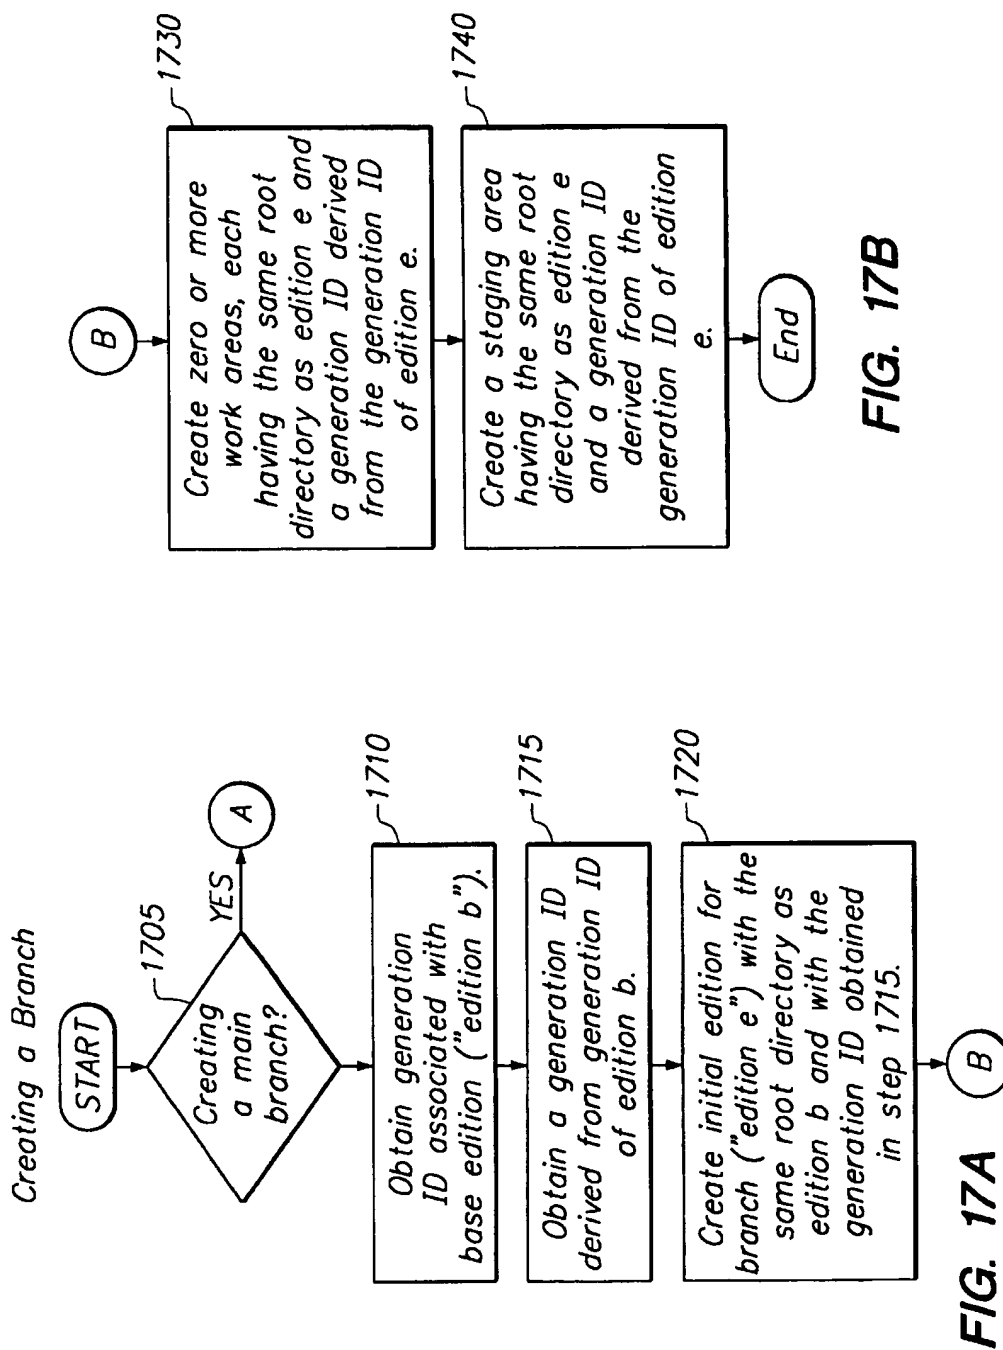 Creating a Branch
START
Creating
a main
branch?
1705
YES
A
Obtain generation
ID associated with
base edition ("edition b").
1710
Obtain a generation ID
derived from generation ID
of edition b.
1715
Create initial edition for
branch ("edition e") with the
same root directory as
edition b and with the
generation ID obtained
in step 1715.
1720
B
FIG. 17A
B
Create zero or more
work areas, each
having the same root
directory as edition e and
a generation ID derived
from the generation ID
of edition e.
1730
Create a staging area
having the same root
directory as edition e
and a generation ID
derived from the
generation ID of edition
e.
1740
End
FIG. 17B